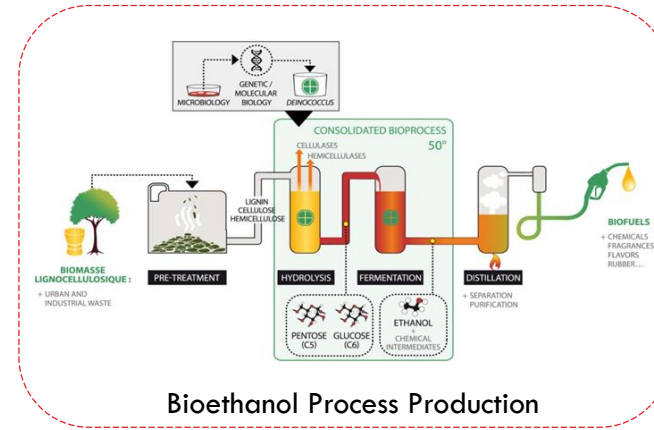 MICROBIOLOGY
GENETIC /
MOLECULAR
BIOLOGY
DEINOCOCCUS
CONSOLIDATED BIOPROCESS
50°
CELLULASES
HEMICELLULASES
LIGNIN
CELLULOSE
HEMICELLULOSE
BIOMASSE
LIGNOCELLULOSIQUE :
+ URBAN AND
INDUSTRIAL WASTE
PRE-TREATMENT
HYDROLYSIS
FERMENTATION
DISTILLATION
+ SEPARATION
PURIFICATION
BIOFUELS
+ CHEMICALS
FRAGRANCES
FLAVORS
RUBBER...
PENTOSE
(C5)
GLUCOSE
(C6)
ETHANOL
+
CHEMICAL
INTERMEDIATES
Bioethanol Process Production